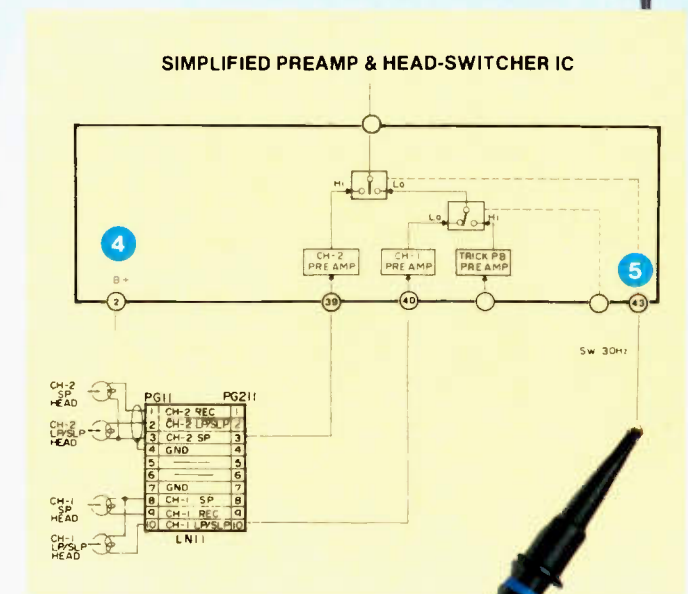 SIMPLIFIED PREAMP & HEAD-SWITCHER IC
Hi
Lo
Lo
Hi
4
5
CH-2
PREAMP
CH-1
PREAMP
TRICK PB
PREAMP
B+
2
39
40
43
Sw 30Hz
CH-2
SP
HEAD
CH-2
LP/SLP
HEAD
CH-1
SP
HEAD
CH-1
LP/SLP
HEAD
PG11 PG211
1 CH-2 REC 1
2 CH-2 LP/SLP 2
3 CH-2 SP 3
4 GND 4
5 5
6 6
7 GND 7
8 CH-1 SP 8
9 CH-1 REC 9
10 CH-1 LP/SLP 10
LN11